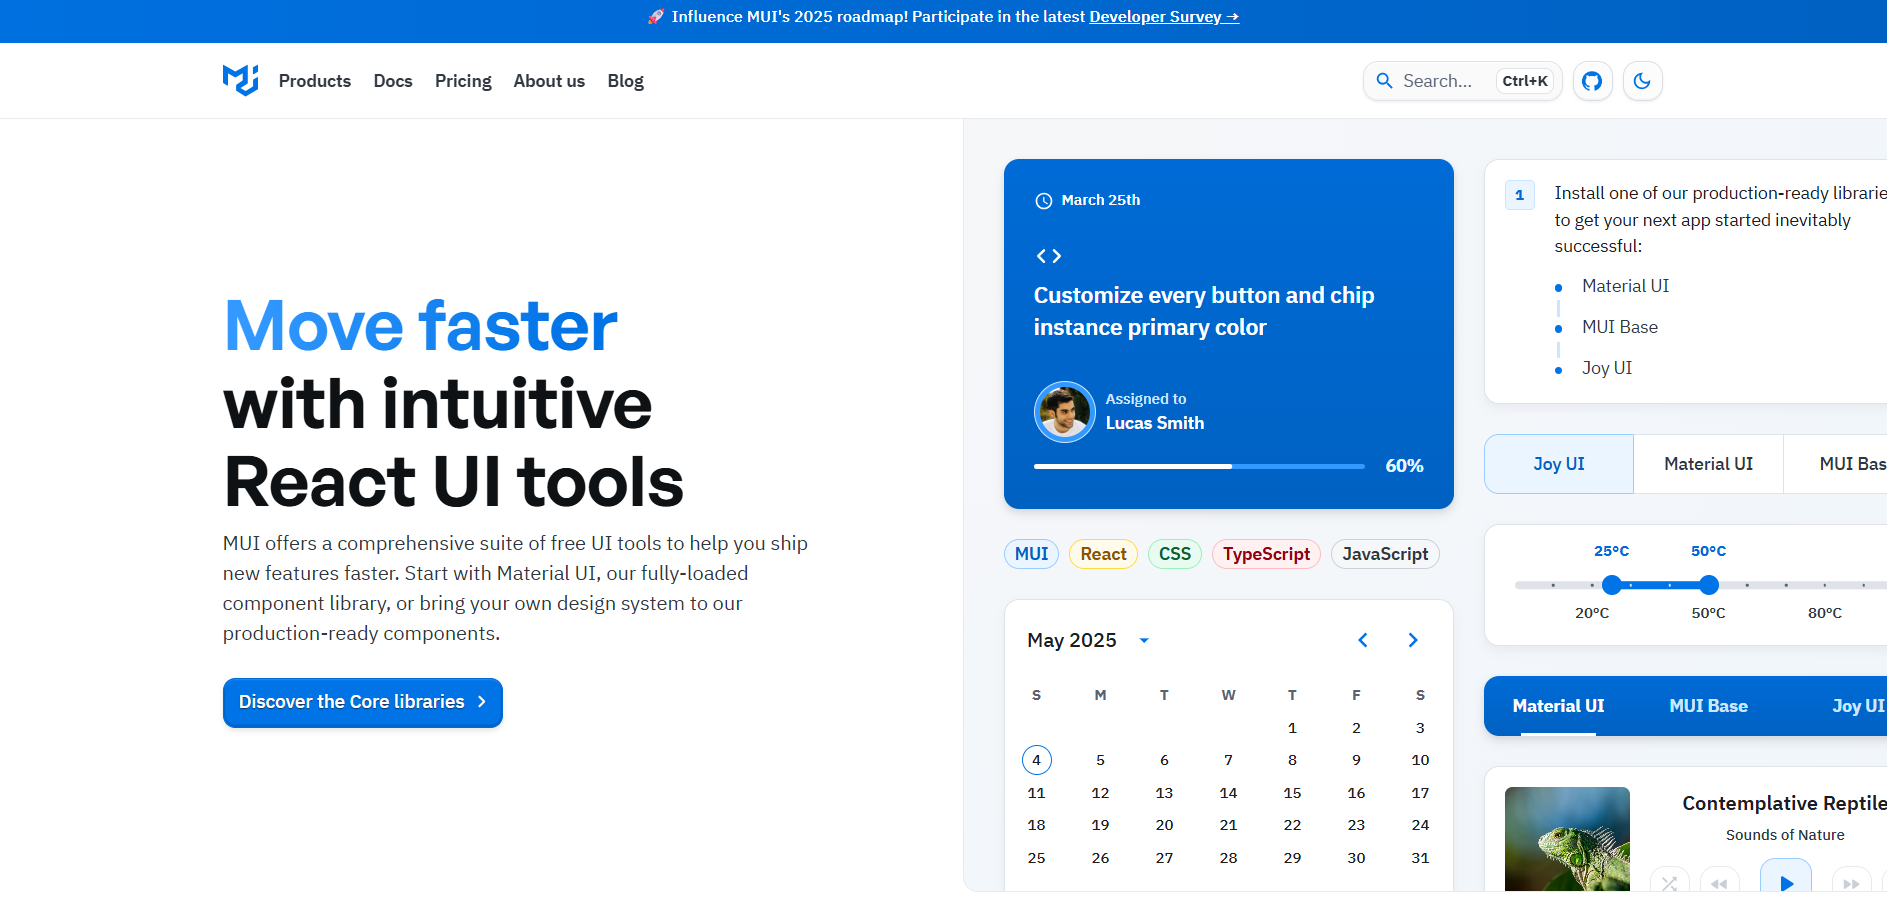 🚀 Influence MUI's 2025 roadmap! Participate in the latest Developer Survey →
Products Docs Pricing About us Blog
Search... Ctrl+K
Move faster
with intuitive
React UI tools
MUI offers a comprehensive suite of free UI tools to help you ship
new features faster. Start with Material UI, our fully-loaded
component library, or bring your own design system to our
production-ready components.
Discover the Core libraries
March 25th
Customize every button and chip
instance primary color
Assigned to
Lucas Smith
60%
MUI React CSS TypeScript JavaScript
May 2025
S M T W T F S
1 2 3
4 5 6 7 8 9 10
11 12 13 14 15 16 17
18 19 20 21 22 23 24
25 26 27 28 29 30 31
1
Install one of our production-ready librarie
to get your next app started inevitably
successful:
Material UI
MUI Base
Joy UI
Joy UI Material UI MUI Bas
25°C 50°C
20°C 50°C 80°C
Material UI MUI Base Joy UI
Contemplative Reptile
Sounds of Nature